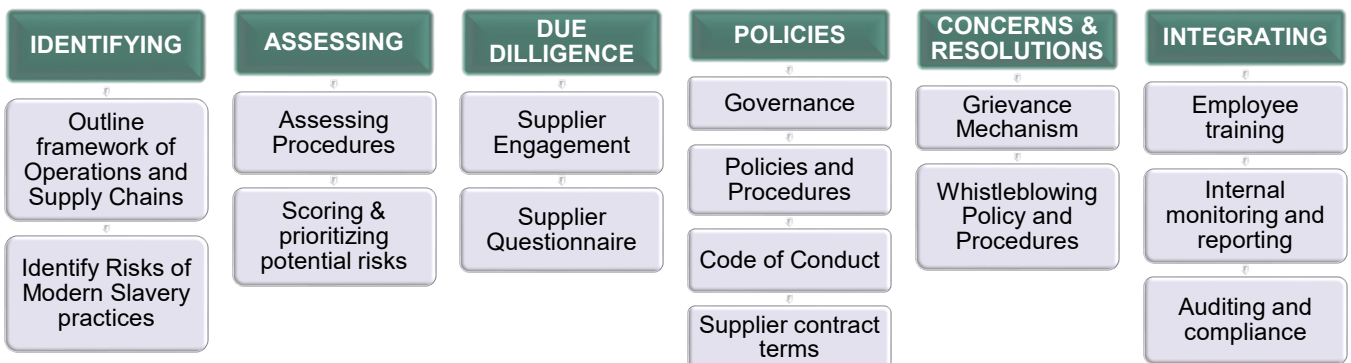 IDENTIFYING
Outline
framework of
Operations and
Supply Chains
Identify Risks of
Modern Slavery
practices
ASSESSING
Assessing
Procedures
Scoring &
prioritizing
potential risks
DUE
DILLIGENCE
Supplier
Engagement
Supplier
Questionnaire
POLICIES
Governance
Policies and
Procedures
Code of Conduct
Supplier contract
terms
CONCERNS &
RESOLUTIONS
Grievance
Mechanism
Whistleblowing
Policy and
Procedures
INTEGRATING
Employee
training
Internal
monitoring and
reporting
Auditing and
compliance